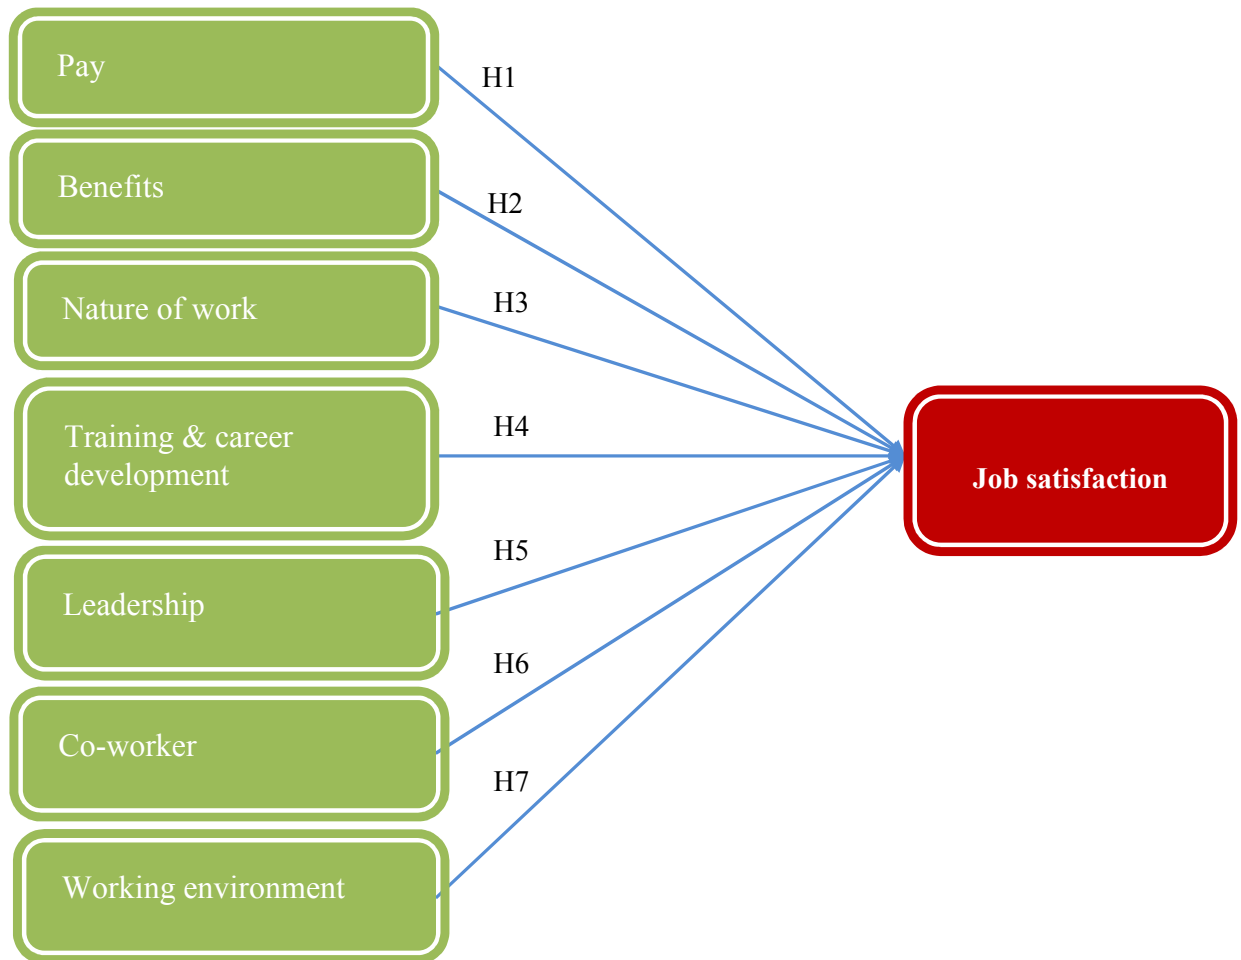 Pay
H1
Benefits
H2
Nature of work
H3
Training & career
development
H4
Job satisfaction
Leadership
H5
Co-worker
H6
Working environment
H7